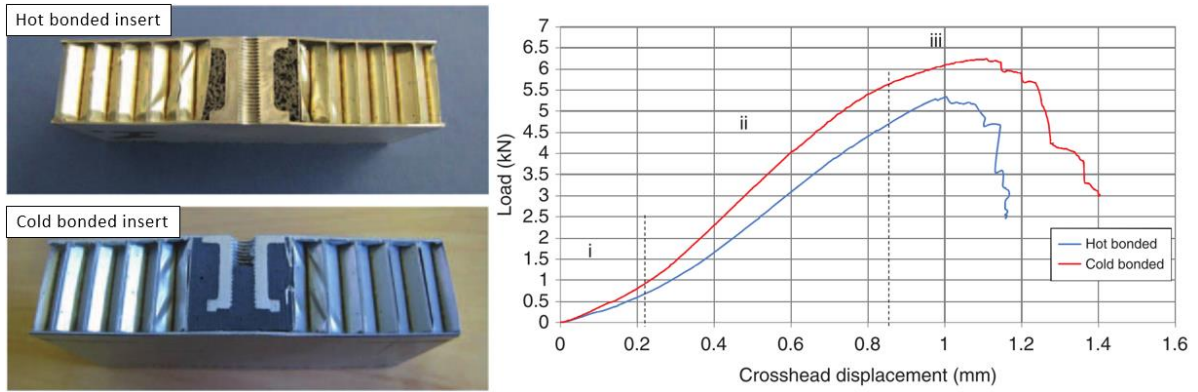 Hot bonded insert
Cold bonded insert
Load (kN)
7
6.5
6
5.5
5
4.5
4
3.5
3
2.5
2
1.5
1
0.5
0
i
ii
iii
Hot bonded
Cold bonded
0 0.2 0.4 0.6 0.8 1 1.2 1.4 1.6
Crosshead displacement (mm)